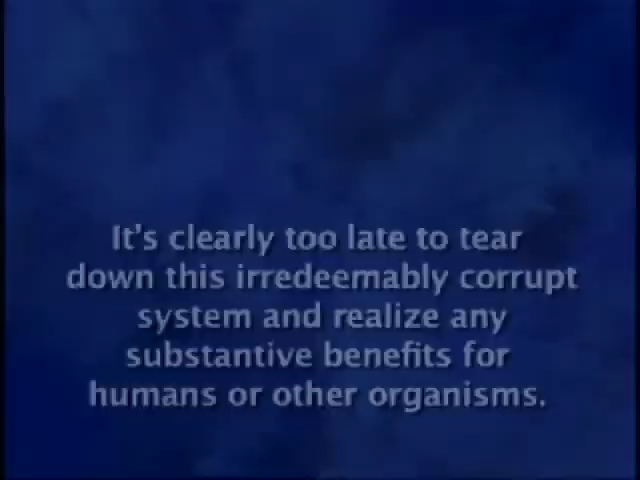 It's clearly too late to tear
down this irredeemably corrupt
system and realize any
substantive benefits for
humans or other organisms.